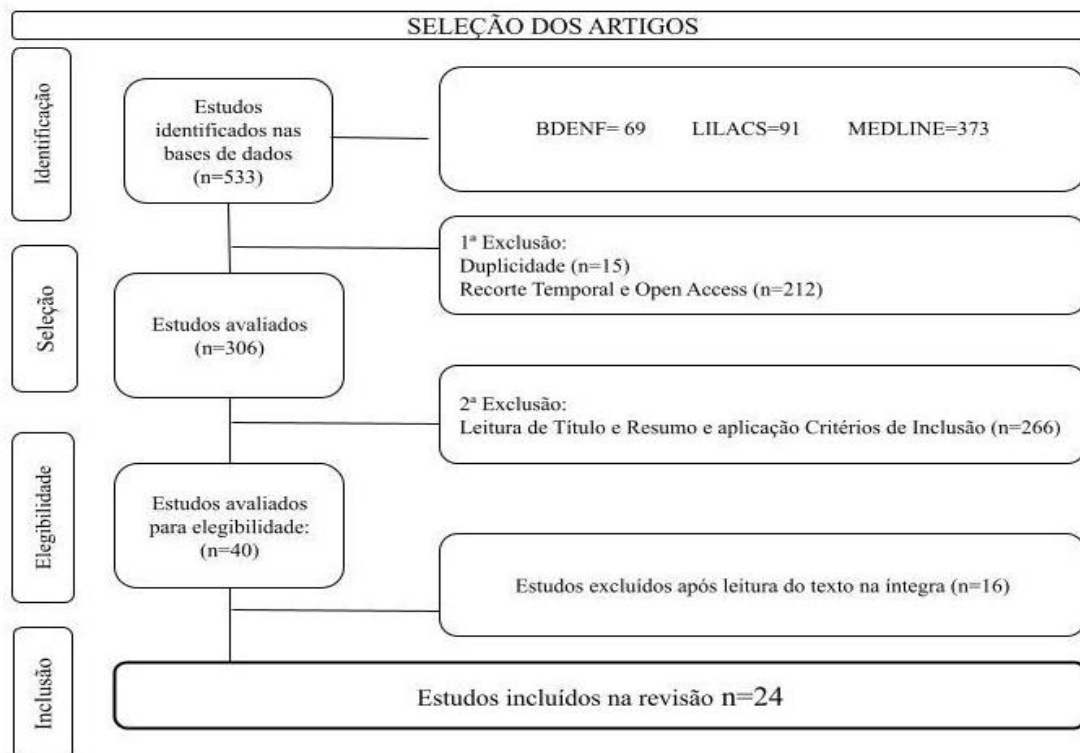 SELEÇÃO DOS ARTIGOS
Identificação
Estudos
identificados nas
bases de dados
(n=533)
BDENF= 69 LILACS=91 MEDLINE=373
Seleção
1ª Exclusão:
Duplicidade (n=15)
Recorte Temporal e Open Access (n=212)
Estudos avaliados
(n=306)
2ª Exclusão:
Leitura de Título e Resumo e aplicação Critérios de Inclusão (n=266)
Elegibilidade
Estudos avaliados
para elegibilidade:
(n=40)
Estudos excluídos após leitura do texto na íntegra (n=16)
Inclusão
Estudos incluídos na revisão n=24